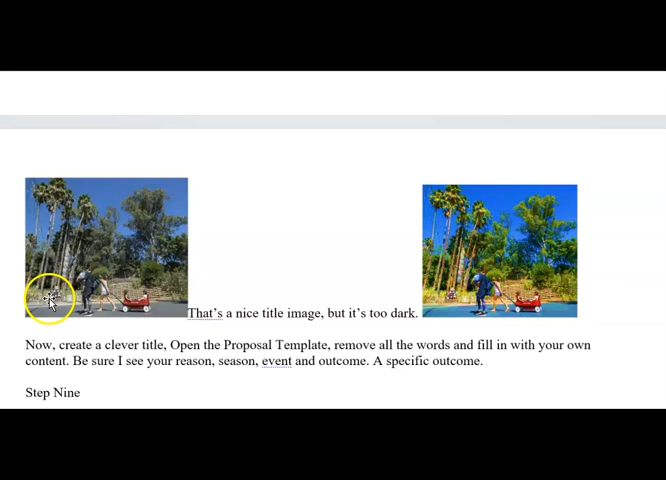 That’s a nice title image, but it’s too dark.
Now, create a clever title, Open the Proposal Template, remove all the words and fill in with your own
content. Be sure I see your reason, season, event and outcome. A specific outcome.
Step Nine